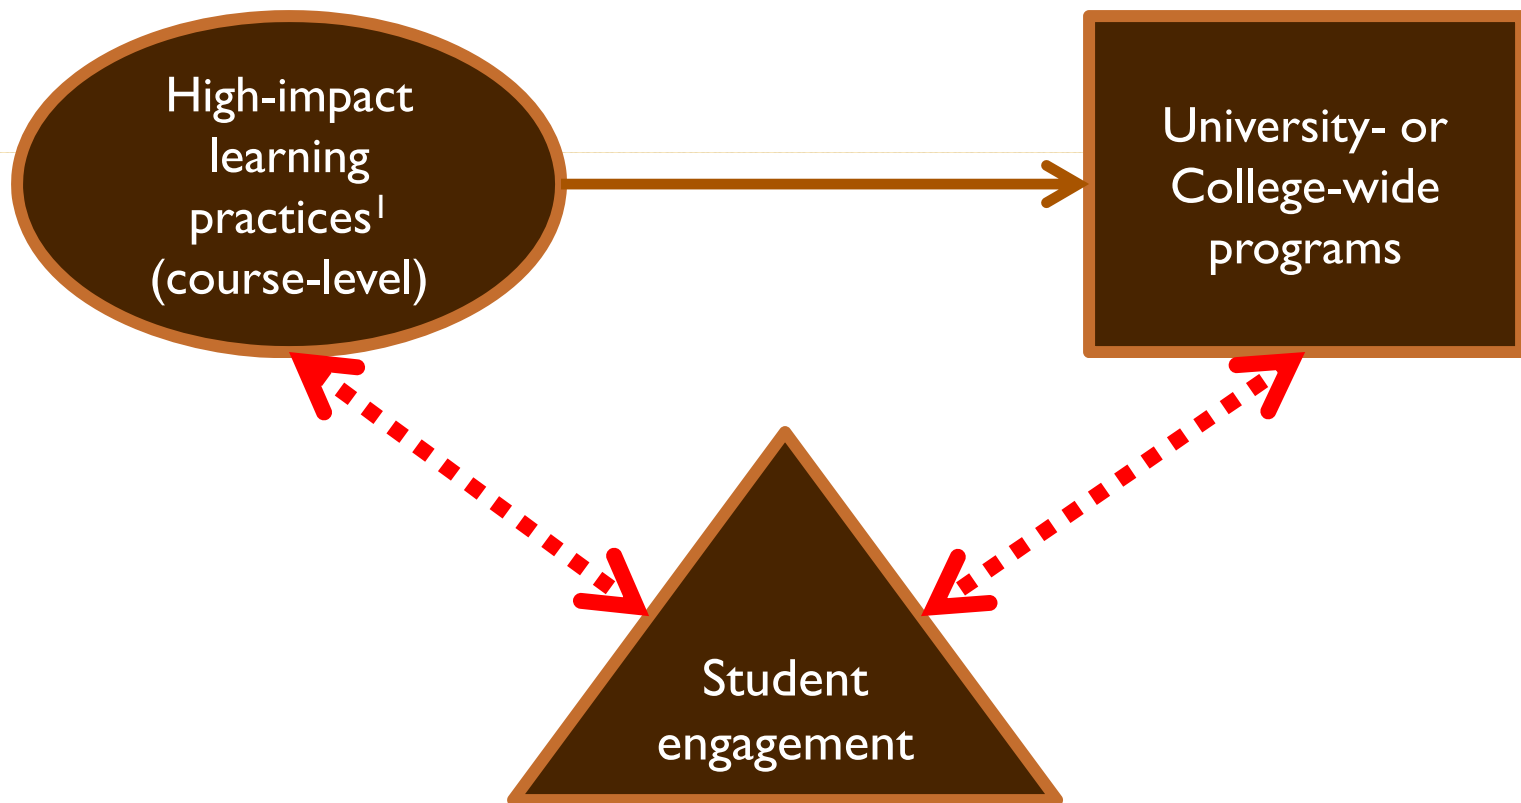 High-impact
learning
practices¹
(course-level)
University- or
College-wide
programs
Student
engagement